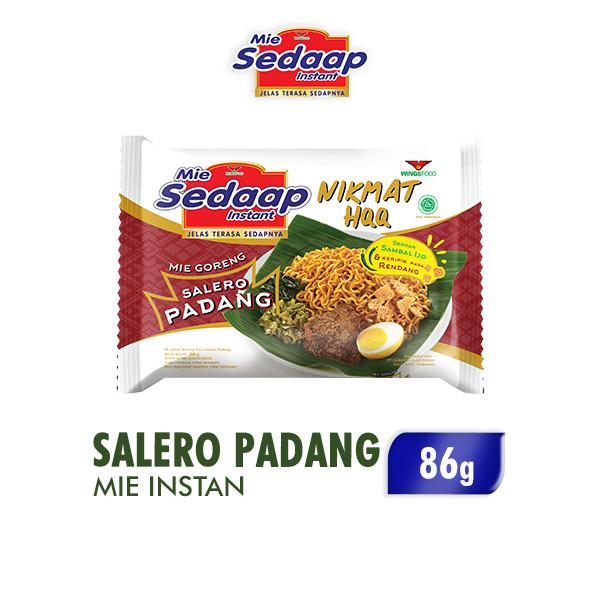 Mie
Sedaap
Instant
JELAS TERASA SEDAPNYA
Mie
Sedaap
Instant
JELAS TERASA SEDAPNYA
NIKMAT
HQQ
WINGSFOOD
MIE GORENG
SALERO
PADANG
DENGAN
SAMBAL IJO
& KERIPIK RASA
RENDANG
SALERO PADANG
MIE INSTAN
86g